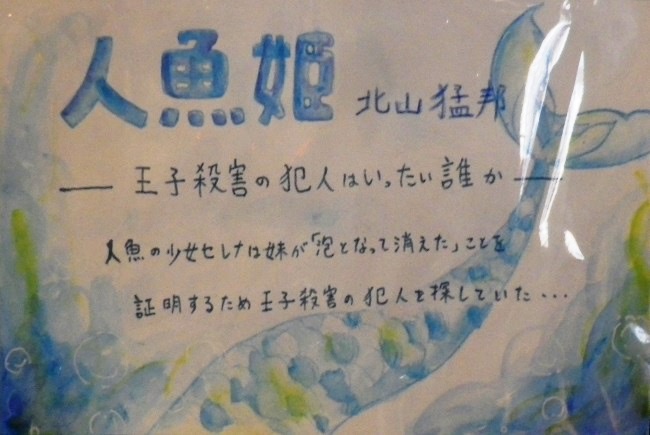 人魚姫 北山猛邦
― 王子殺害の犯人はいったい誰か ―
人魚の少女セレナは妹が「泡となって消えた」ことを
証明するため王子殺害の犯人を探していた・・・